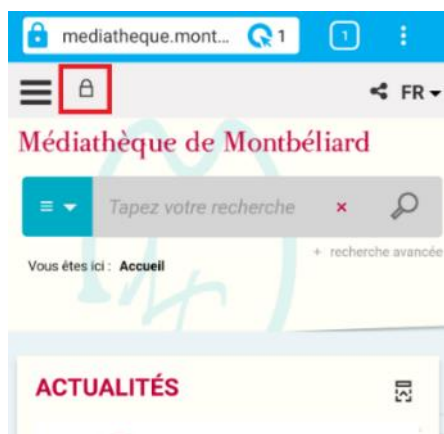 mediatheque.mont... 1 1
FR
Médiathèque de Montbéliard
Tapez votre recherche
+ recherche avancée
Vous êtes ici : Accueil
ACTUALITÉS